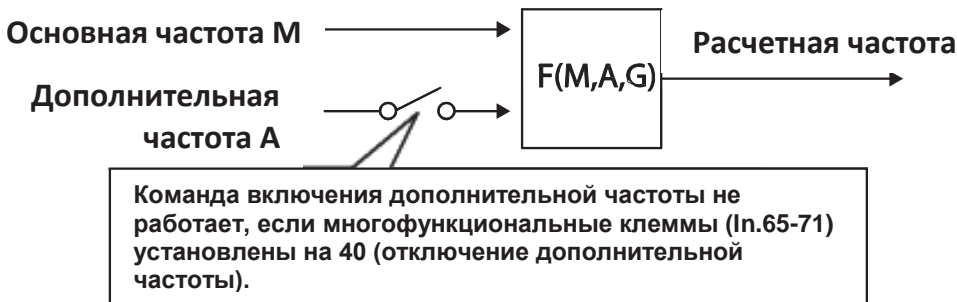 Основная частота М
Дополнительная
частота А
F(M,A,G)
Расчетная частота
Команда включения дополнительной частоты не
работает, если многофункциональные клеммы (In.65-71)
установлены на 40 (отключение дополнительной
частоты).